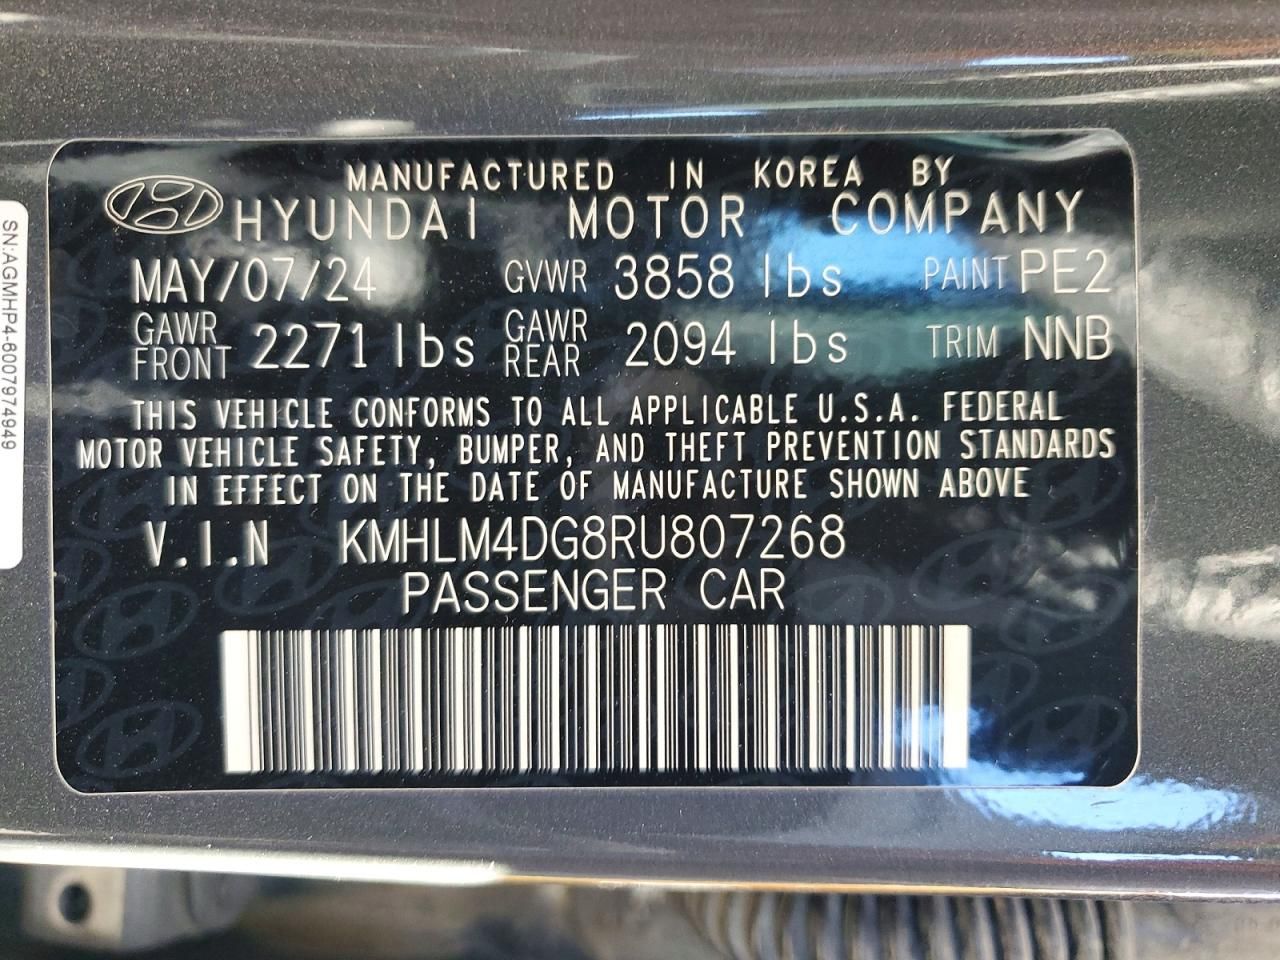 MANUFACTURED IN KOREA BY
HYUNDAI MOTOR COMPANY
MAY/07/24 GVWR 3858 lbs PAINT PE2
GAWR FRONT 2271 lbs GAWR REAR 2094 lbs TRIM NNB
THIS VEHICLE CONFORMS TO ALL APPLICABLE U.S.A. FEDERAL
MOTOR VEHICLE SAFETY, BUMPER, AND THEFT PREVENTION STANDARDS
IN EFFECT ON THE DATE OF MANUFACTURE SHOWN ABOVE
V.I.N KMHLM4DG8RU807268
PASSENGER CAR
SN:AGMHP4-6007974949